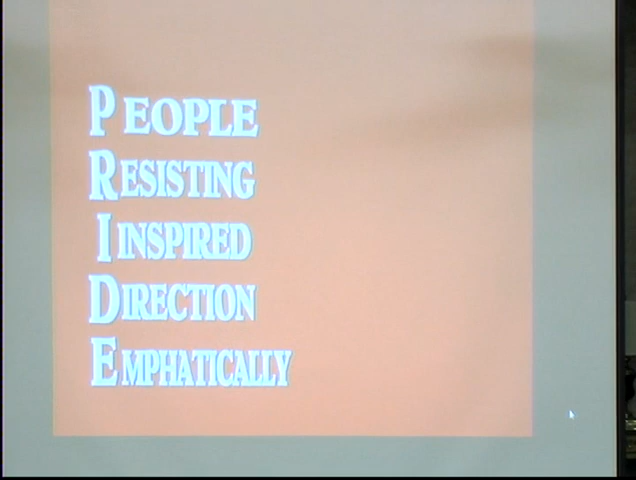 PEOPLE
RESISTING
I INSPIRED
DIRECTION
EMPHATICALLY